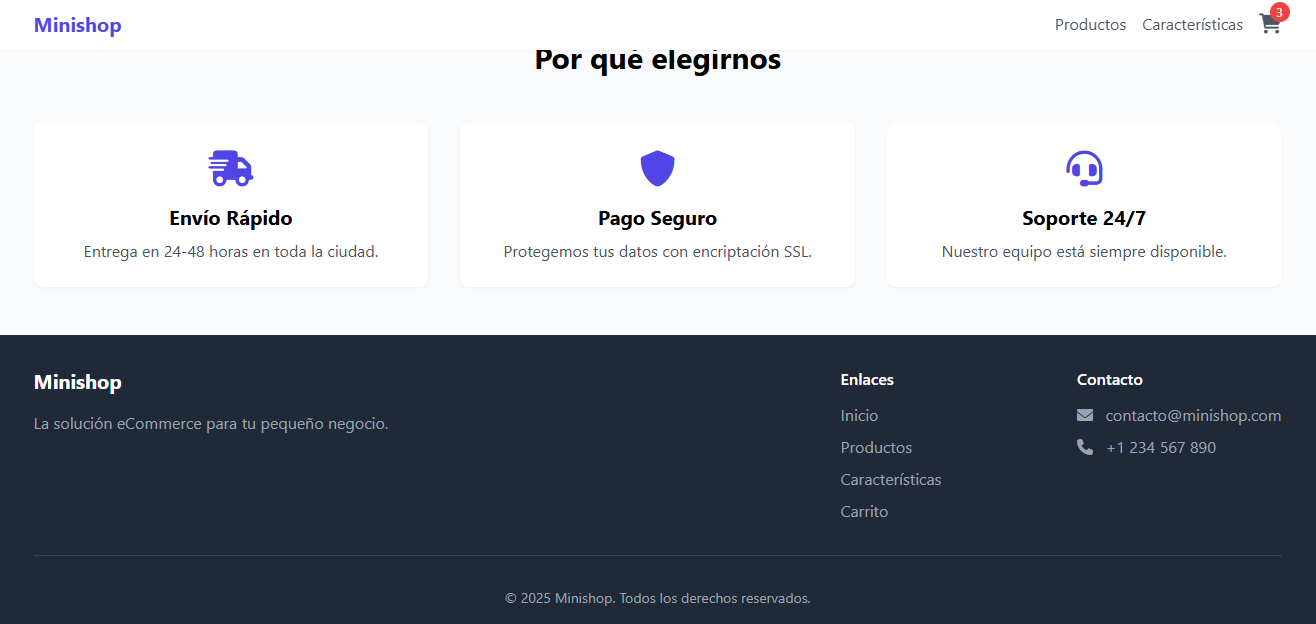 Minishop
Productos
Características
3
Por qué elegirnos
Envío Rápido
Entrega en 24-48 horas en toda la ciudad.
Pago Seguro
Protegemos tus datos con encriptación SSL.
Soporte 24/7
Nuestro equipo está siempre disponible.
Minishop
La solución eCommerce para tu pequeño negocio.
Enlaces
Inicio
Productos
Características
Carrito
Contacto
contacto@minishop.com
+1 234 567 890
© 2025 Minishop. Todos los derechos reservados.